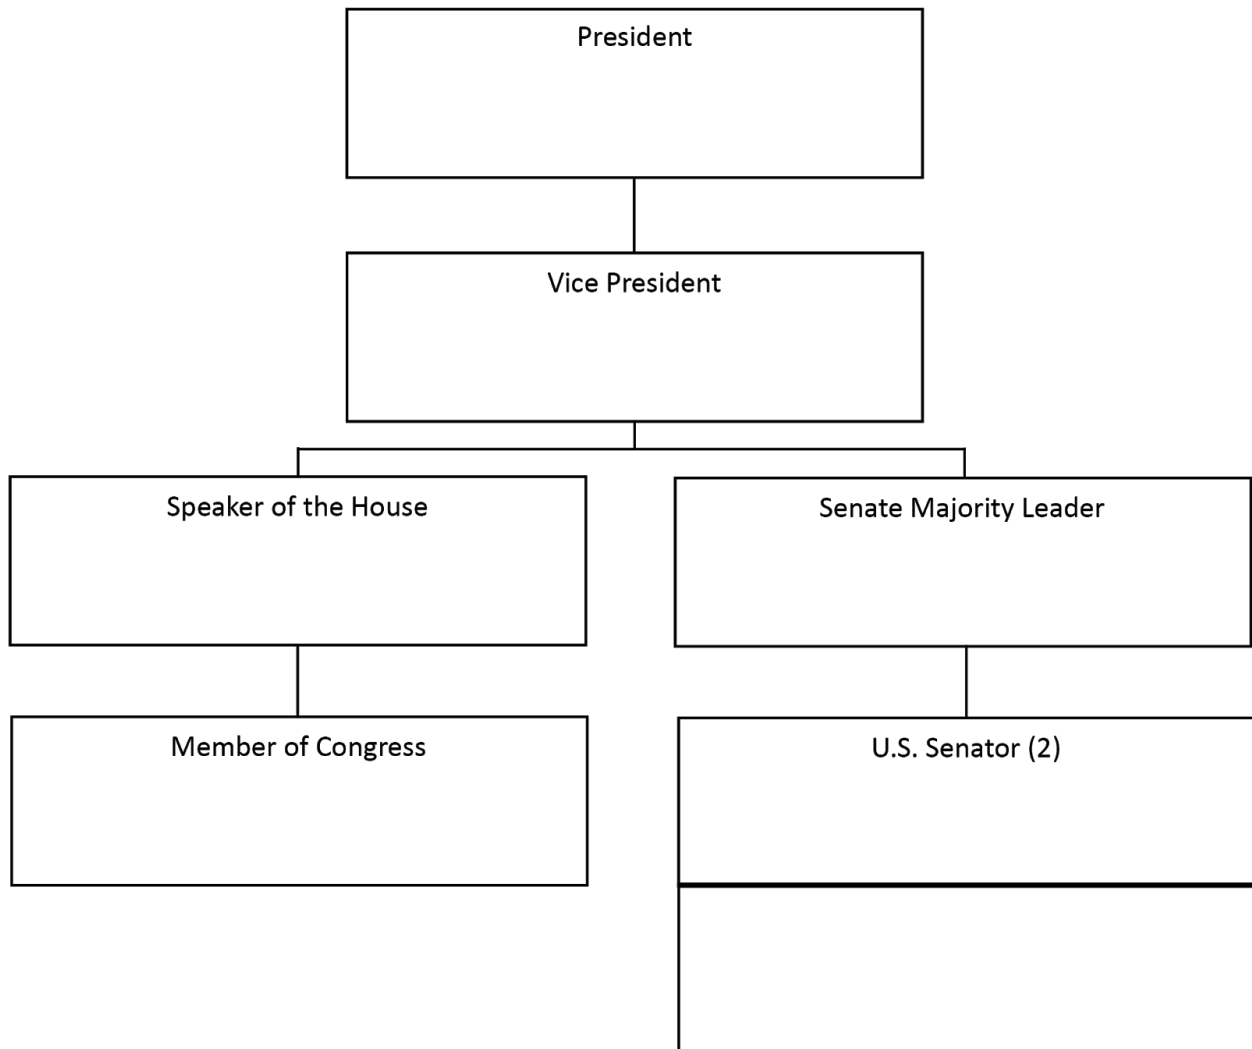 President
Vice President
Speaker of the House
Senate Majority Leader
Member of Congress
U.S. Senator (2)